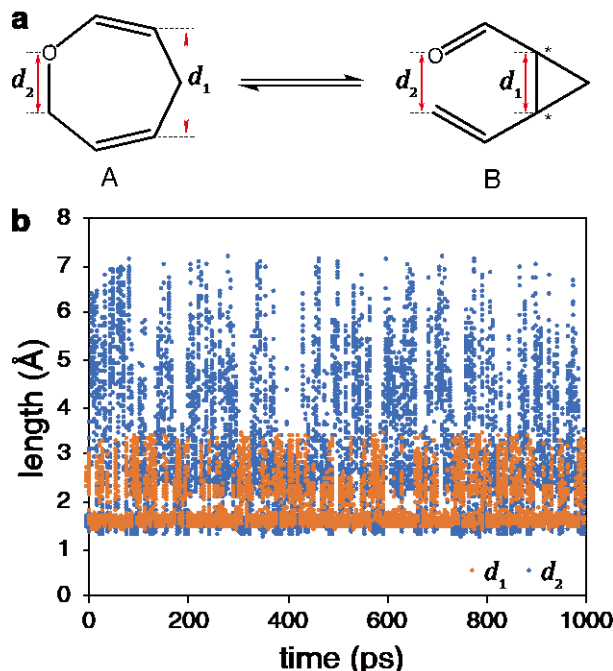 a
O
d₂
d₁
A
O
d₂
d₁
*
*
B
b
8
7
6
5
4
3
2
1
0
length (Å)
0 200 400 600 800 1000
time (ps)
d₁ d₂